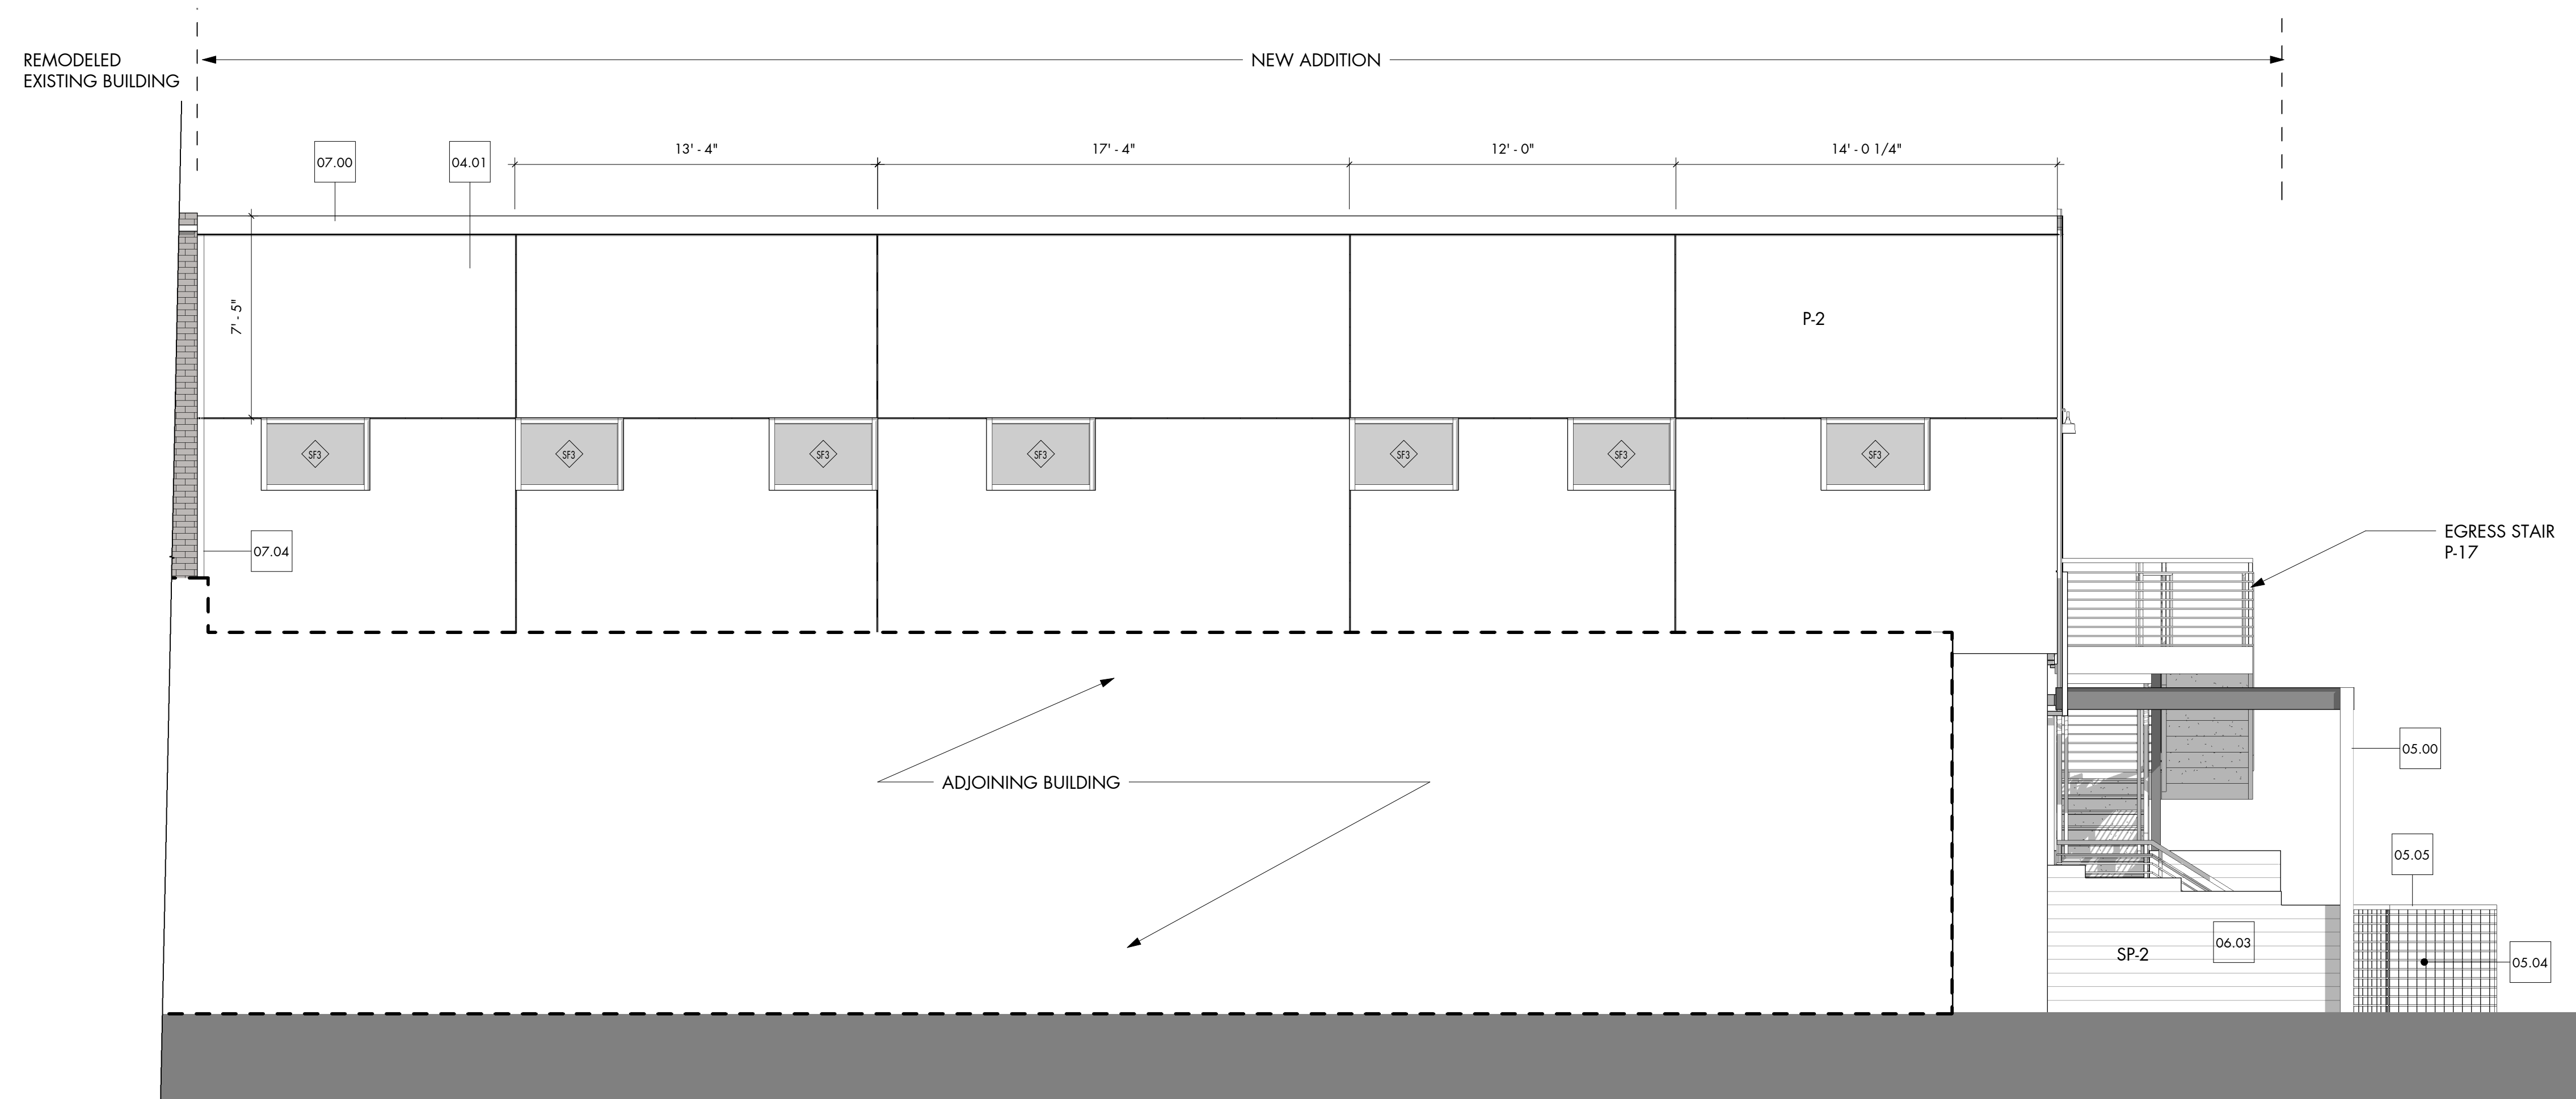 REMODELED
EXISTING BUILDING
NEW ADDITION
07.00
04.01
13' - 4"
17' - 4"
12' - 0"
14' - 0 1/4"
7' - 5"
P-2
SF3
SF3
SF3
SF3
SF3
SF3
SF3
07.04
EGRESS STAIR
P-17
ADJOINING BUILDING
05.00
05.05
06.03
SP-2
05.04